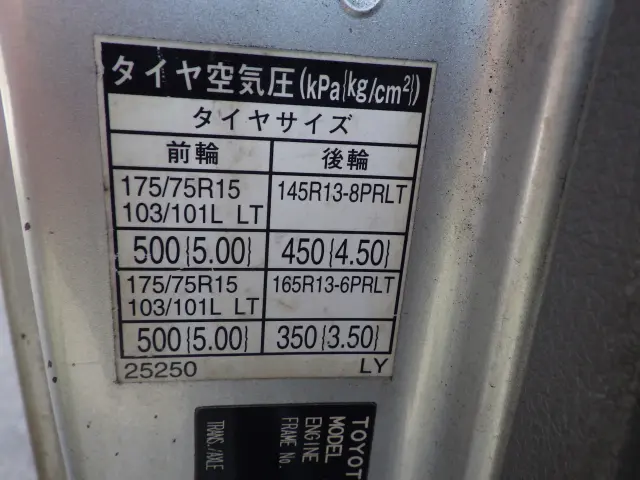 タイヤ空気圧(kPa{kg/cm²})
タイヤサイズ
前輪 後輪
175/75R15 145R13-8PRLT
103/101L LT
500{5.00} 450{4.50}
175/75R15 165R13-6PRLT
103/101L LT
500{5.00} 350{3.50}
25250 LY
TOYOT
MODEL
ENGINE
FRAME No.
TRANS./AXLE